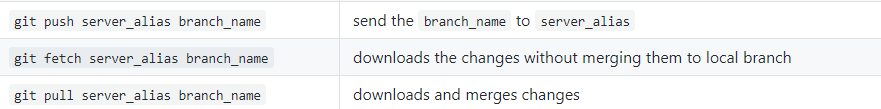 git push server_alias branch_name send the branch_name to server_alias
git fetch server_alias branch_name downloads the changes without merging them to local branch
git pull server_alias branch_name downloads and merges changes